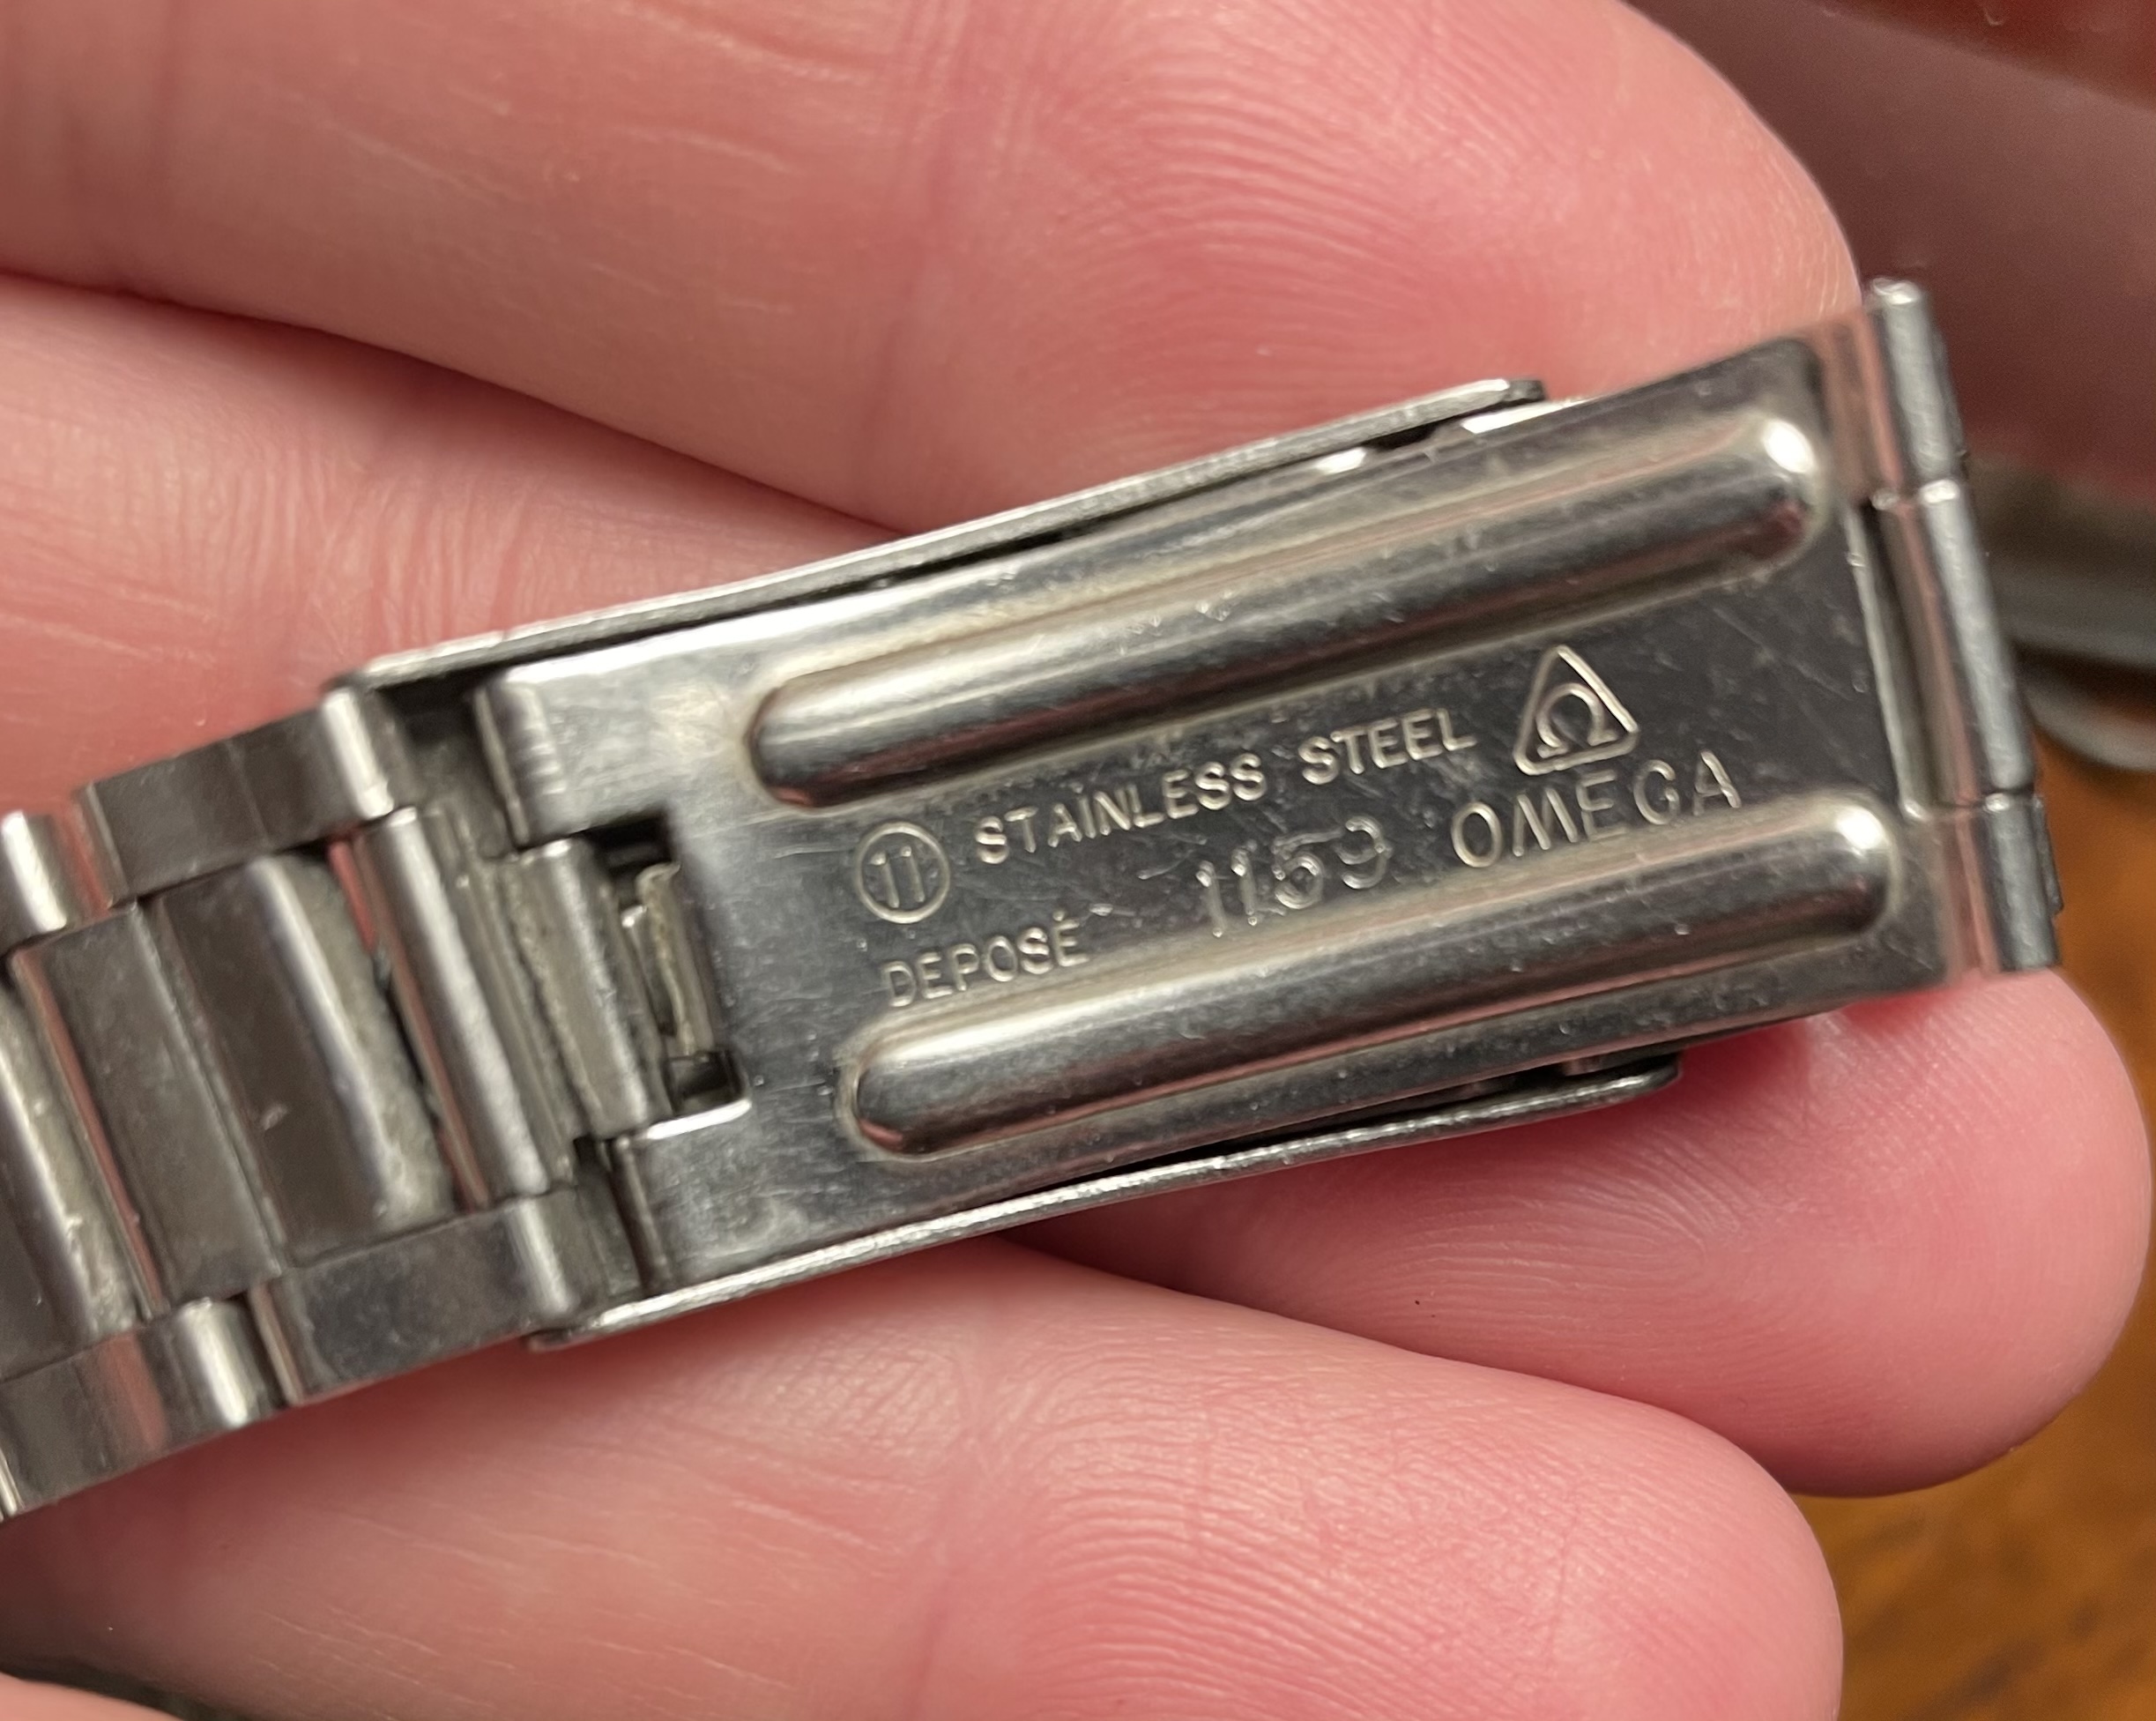 11 STAINLESS STEEL Ω
DEPOSÉ 1159 OMEGA